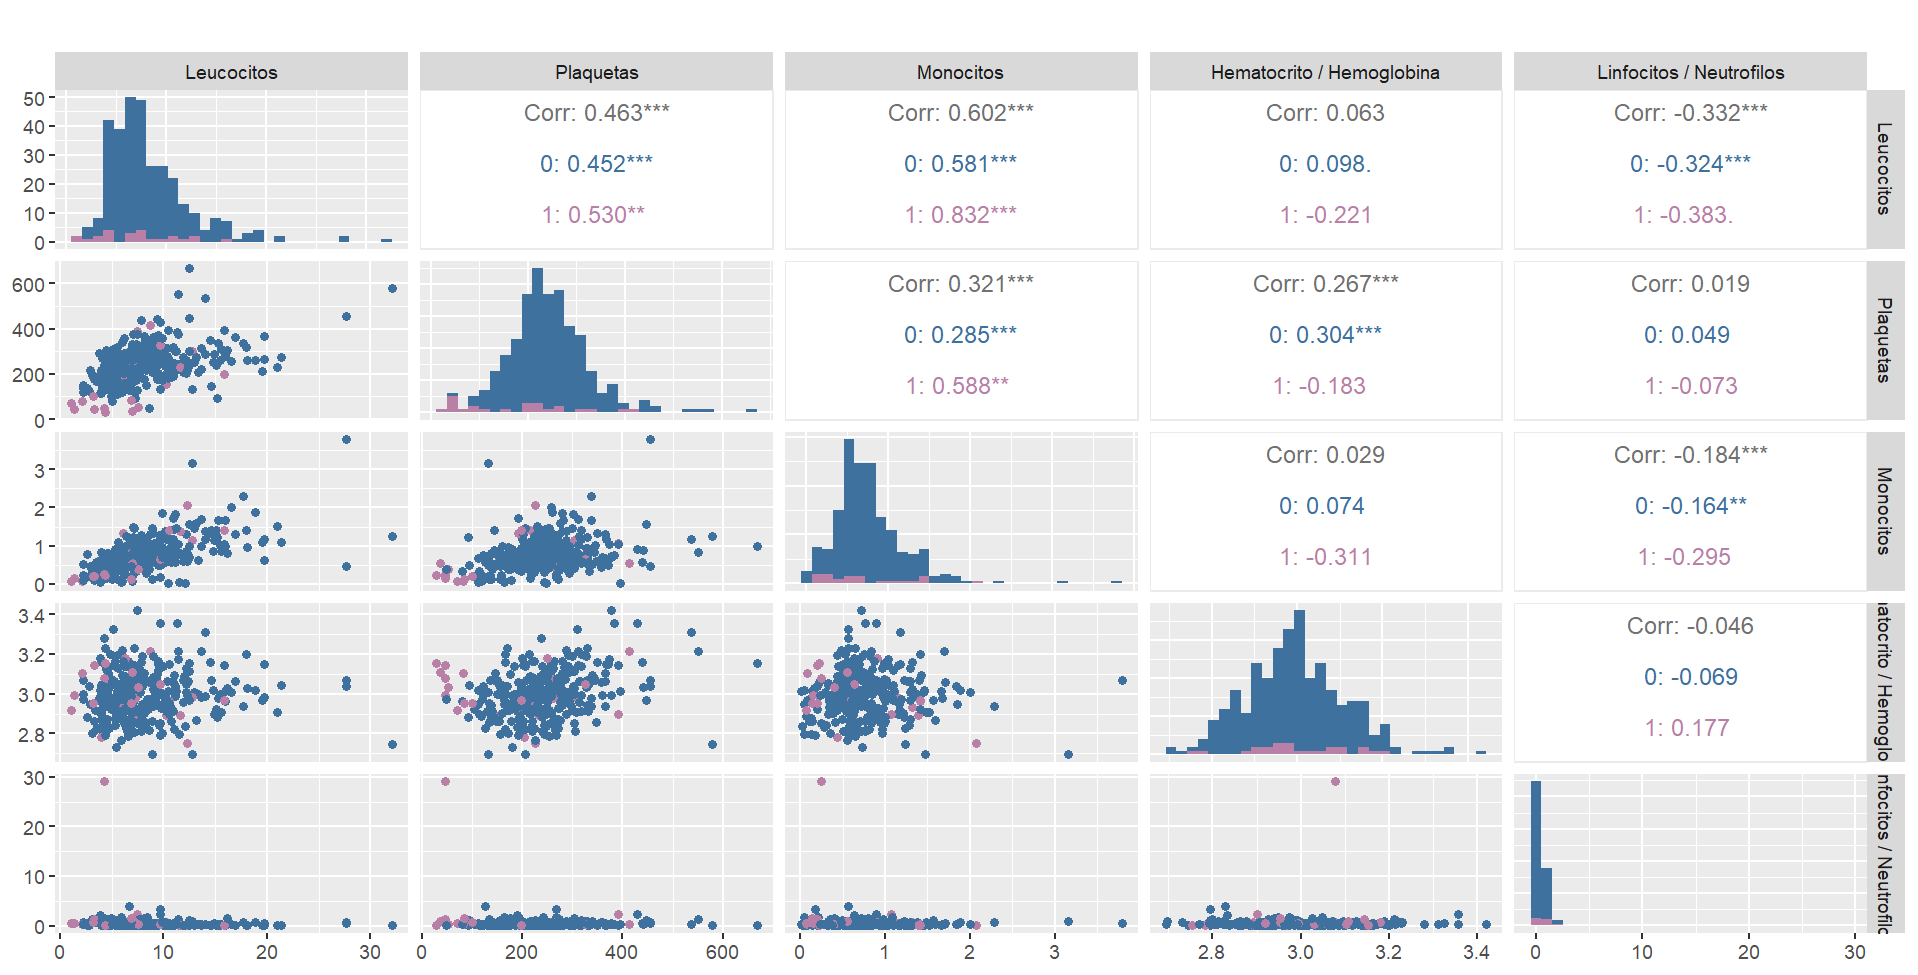 Leucocitos
Plaquetas
Monocitos
Hematocrito / Hemoglobina
Linfocitos / Neutrofilos
50
40
30
20
10
0
Corr: 0.463***
0: 0.452***
1: 0.530**
Corr: 0.602***
0: 0.581***
1: 0.832***
Corr: 0.063
0: 0.098.
1: -0.221
Corr: -0.332***
0: -0.324***
1: -0.383.
Leucocitos
600
400
200
0
Corr: 0.321***
0: 0.285***
1: 0.588**
Corr: 0.267***
0: 0.304***
1: -0.183
Corr: 0.019
0: 0.049
1: -0.073
Plaquetas
3
2
1
0
Corr: 0.029
0: 0.074
1: -0.311
Corr: -0.184***
0: -0.164**
1: -0.295
Monocitos
3.4
3.2
3.0
2.8
Corr: -0.046
0: -0.069
1: 0.177
atocrito / Hemoglo
30
20
10
0
nfocitos / Neutrofilo
0 10 20 30
0 200 400 600
0 1 2 3
2.8 3.0 3.2 3.4
0 10 20 30